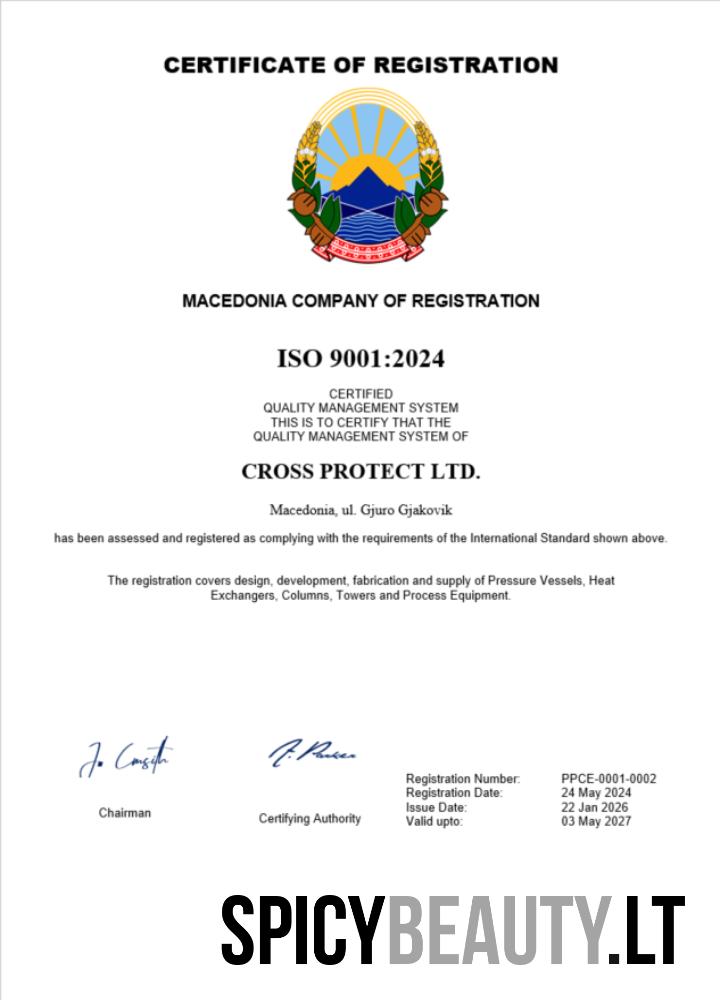 CERTIFICATE OF REGISTRATION
MACEDONIA COMPANY OF REGISTRATION
ISO 9001:2024
CERTIFIED
QUALITY MANAGEMENT SYSTEM
THIS IS TO CERTIFY THAT THE
QUALITY MANAGEMENT SYSTEM OF
CROSS PROTECT LTD.
Macedonia, ul. Gjuro Gjakovik
has been assessed and registered as complying with the requirements of the International Standard shown above.
The registration covers design, development, fabrication and supply of Pressure Vessels, Heat
Exchangers, Columns, Towers and Process Equipment.
Chairman
Certifying Authority
Registration Number: PPCE-0001-0002
Registration Date: 24 May 2024
Issue Date: 22 Jan 2026
Valid upto: 03 May 2027
SPICYBEAUTY.LT